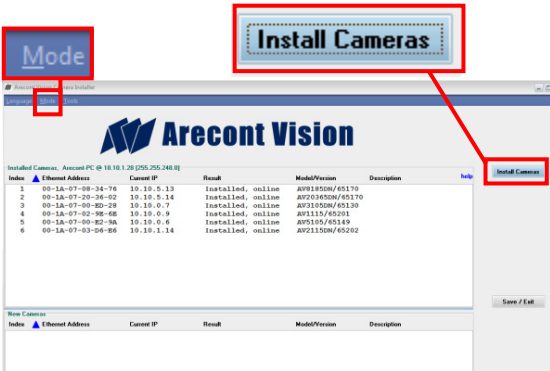 Install Cameras
Mode
Arecont Vision Camera Installer
Language Mode Tools
Arecont Vision
Installed Cameras, Arecont-PC @ 10.10.1.28 [255.255.248.0]
help
Install Cameras
Index Ethernet Address Current IP Result Model/Version Description
1 00-1A-07-08-34-76 10.10.5.13 Installed, online AV8185DN/65170
2 00-1A-07-20-36-02 10.10.5.14 Installed, online AV20365DN/65170
3 00-1A-07-00-ED-28 10.10.0.7 Installed, online AV3105DN/65130
4 00-1A-07-02-9E-6E 10.10.0.9 Installed, online AV1115/65201
5 00-1A-07-00-E2-9A 10.10.0.6 Installed, online AV5105/65149
6 00-1A-07-03-D6-E6 10.10.1.14 Installed, online AV2115DN/65202
Save / Exit
New Cameras
Index Ethernet Address Current IP Result Model/Version Description